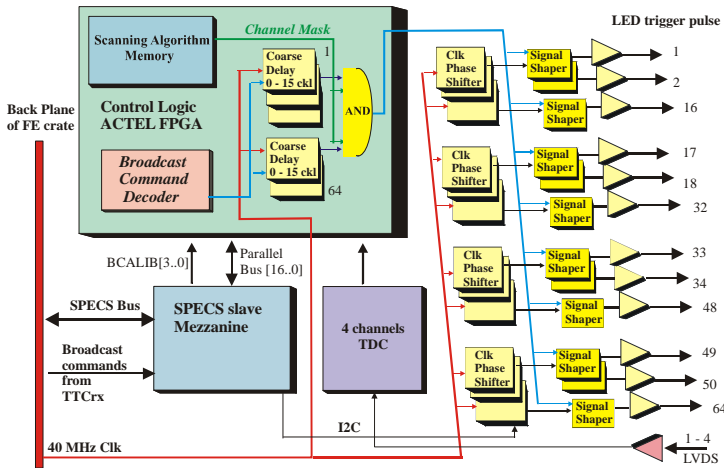 LED trigger pulse
Channel Mask
Scanning Algorithm
Memory
Coarse
Delay
0 - 15 ckl
1
Back Plane
of FE crate
Control Logic
ACTEL FPGA
AND
Broadcast
Command
Decoder
Coarse
Delay
0 - 15 ckl
64
Clk
Phase
Shifter
Signal
Shaper
1
2
Signal
Shaper
16
Clk
Phase
Shifter
Signal
Shaper
17
18
Signal
Shaper
32
Clk
Phase
Shifter
Signal
Shaper
33
34
Signal
Shaper
48
Clk
Phase
Shifter
Signal
Shaper
49
50
Signal
Shaper
64
BCALIB[3..0]
Parallel
Bus [16..0]
SPECS Bus
SPECS slave
Mezzanine
4 channels
TDC
Broadcast
commands
from
TTCrx
I2C
40 MHz Clk
1 - 4
LVDS